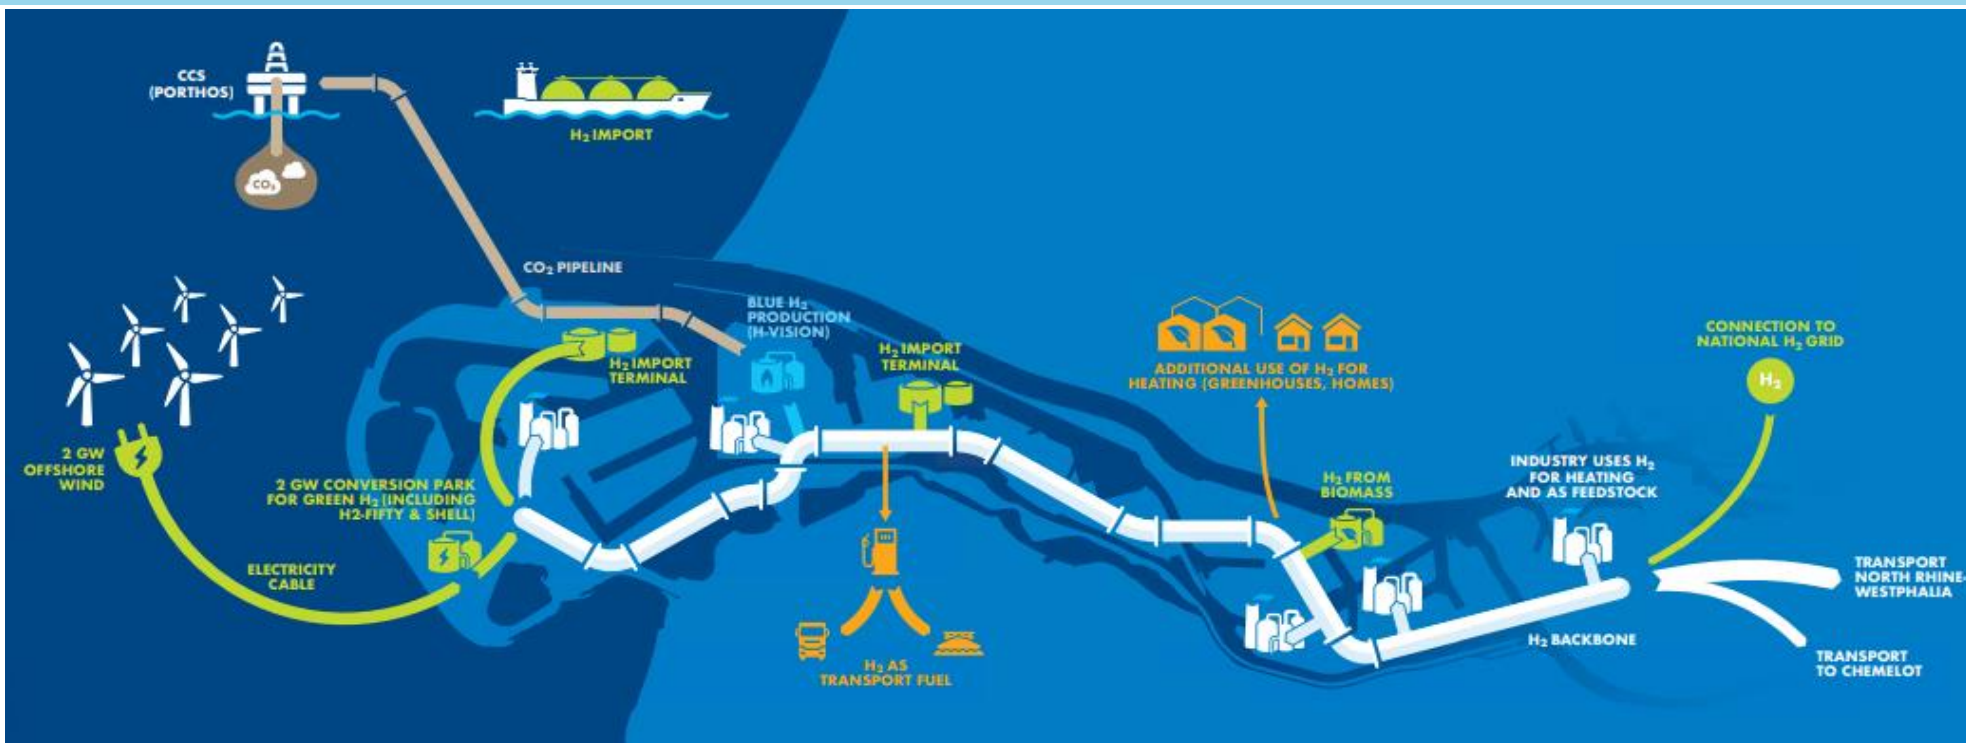 CCS
(PORTHOS)
CO₂
H₂ IMPORT
CO₂ PIPELINE
BLUE H₂
PRODUCTION
(H-VISION)
H₂ IMPORT
TERMINAL
H₂ IMPORT
TERMINAL
ADDITIONAL USE OF H₂ FOR
HEATING (GREENHOUSES, HOMES)
CONNECTION TO
NATIONAL H₂ GRID
H₂
2 GW
OFFSHORE
WIND
2 GW CONVERSION PARK
FOR GREEN H₂ (INCLUDING
H2-FIFTY & SHELL)
ELECTRICITY
CABLE
H₂ FROM
BIOMASS
INDUSTRY USES H₂
FOR HEATING
AND AS FEEDSTOCK
H₂ AS
TRANSPORT FUEL
H₂ BACKBONE
TRANSPORT
NORTH RHINE-
WESTPHALIA
TRANSPORT
TO CHEMELOT